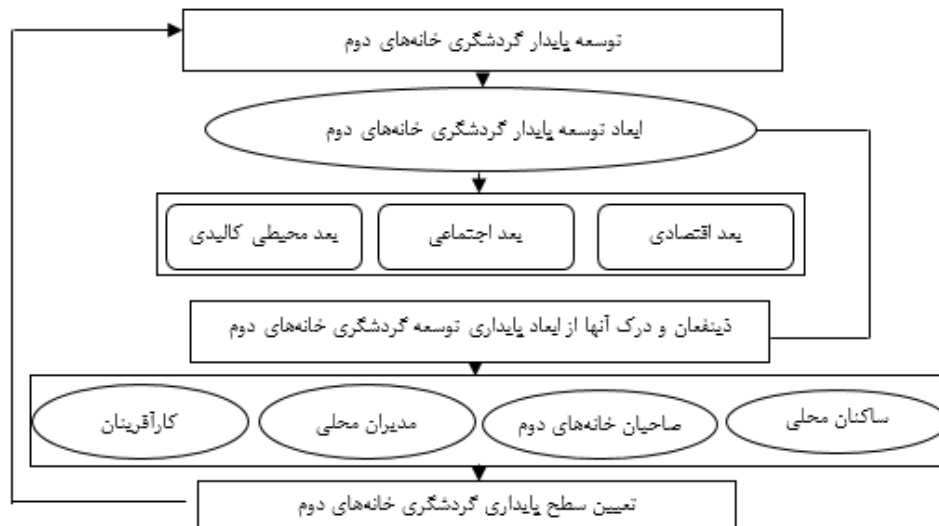 توسعه پایدار گردشگری خانه‌های دوم
ابعاد توسعه پایدار گردشگری خانه‌های دوم
بعد اقتصادی
بعد اجتماعی
بعد محیطی کالبدی
ذینفعان و درک آنها از ابعاد پایداری توسعه گردشگری خانه‌های دوم
ساکنان محلی
صاحبان خانه‌های دوم
مدیران محلی
کارآفرینان
تعیین سطح پایداری گردشگری خانه‌های دوم